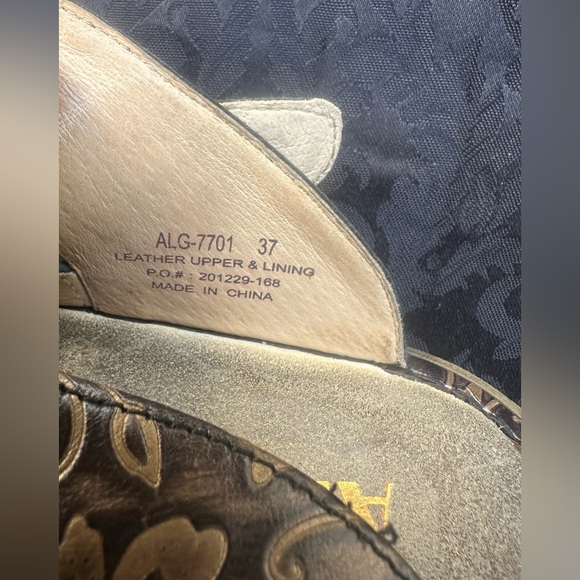 ALG-7701 37
LEATHER UPPER & LINING
P.O.# : 201229-168
MADE IN CHINA